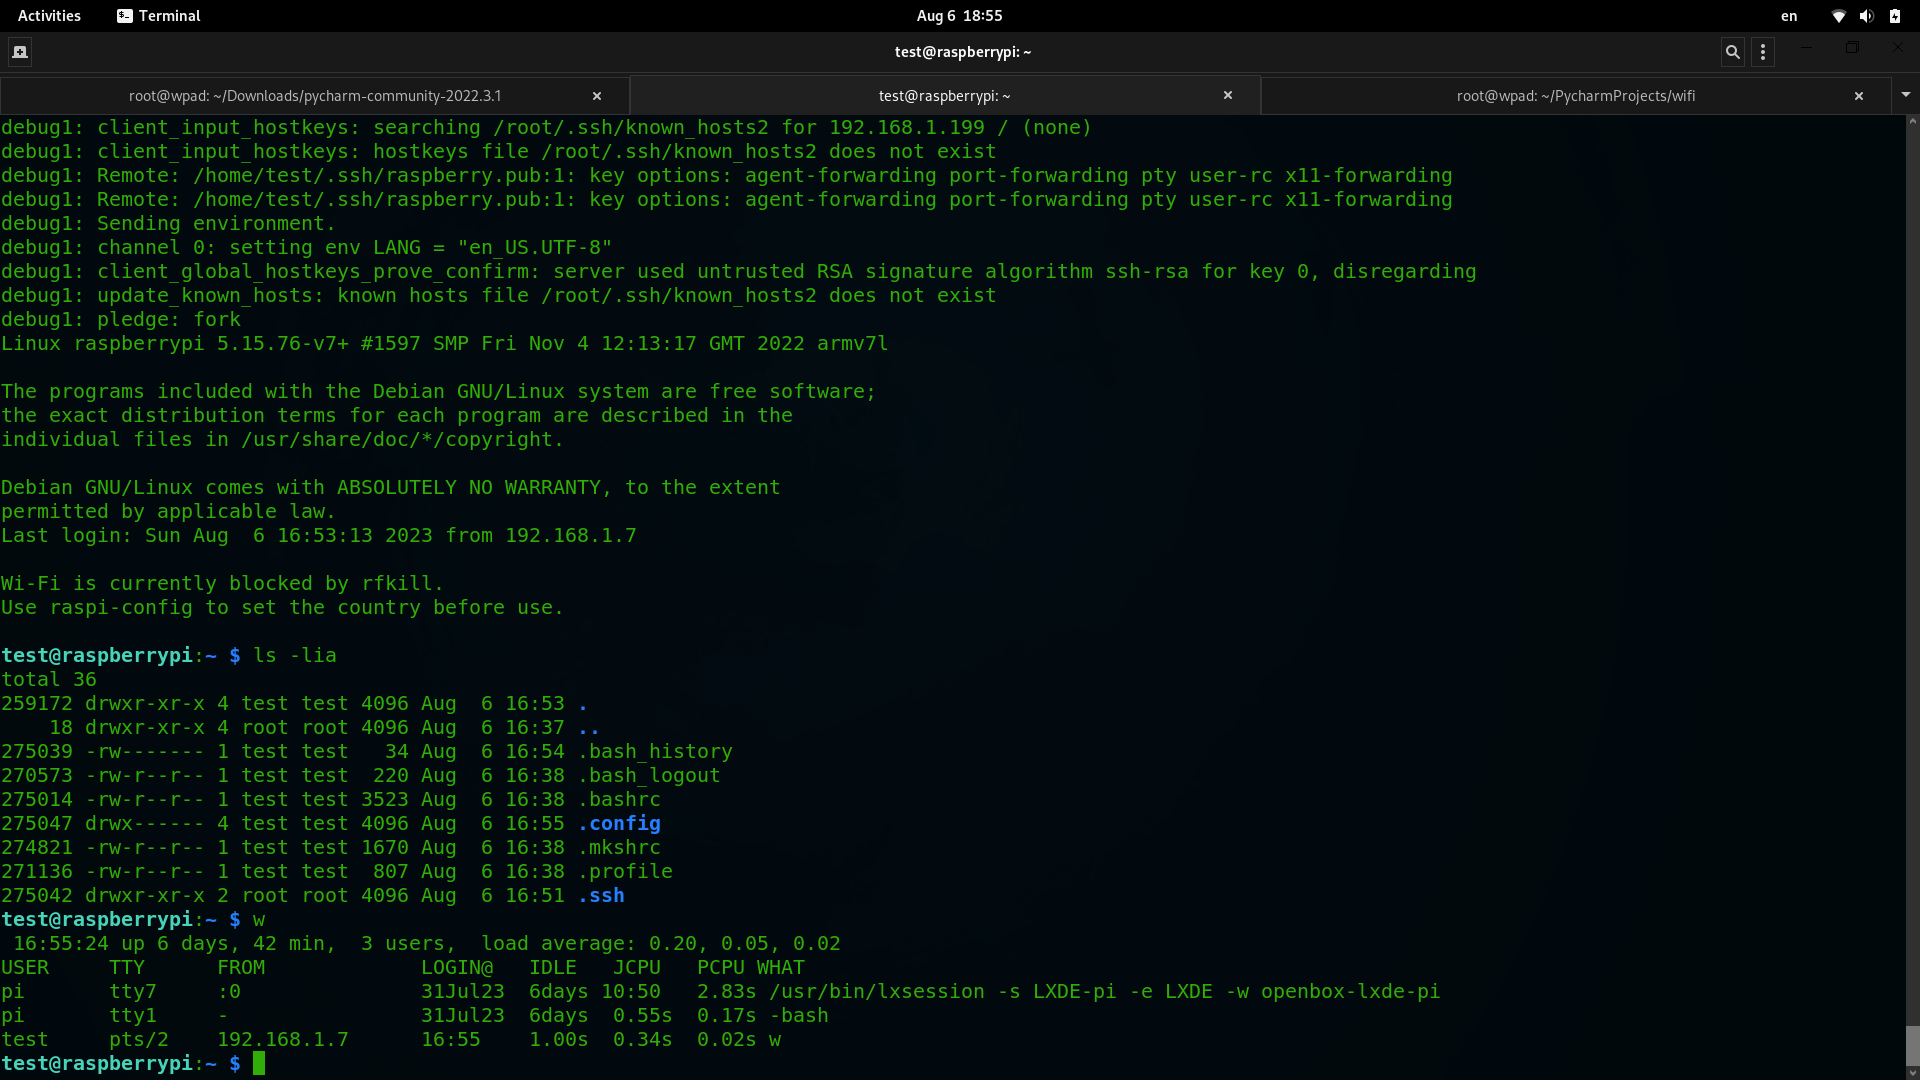 Activities Terminal Aug 6 18:55 en
test@raspberrypi: ~
root@wpad: ~/Downloads/pycharm-community-2022.3.1 test@raspberrypi: ~ root@wpad: ~/PycharmProjects/wifi
debug1: client_input_hostkeys: searching /root/.ssh/known_hosts2 for 192.168.1.199 / (none)
debug1: client_input_hostkeys: hostkeys file /root/.ssh/known_hosts2 does not exist
debug1: Remote: /home/test/.ssh/raspberry.pub:1: key options: agent-forwarding port-forwarding pty user-rc x11-forwarding
debug1: Remote: /home/test/.ssh/raspberry.pub:1: key options: agent-forwarding port-forwarding pty user-rc x11-forwarding
debug1: Sending environment.
debug1: channel 0: setting env LANG = "en_US.UTF-8"
debug1: client_global_hostkeys_prove_confirm: server used untrusted RSA signature algorithm ssh-rsa for key 0, disregarding
debug1: update_known_hosts: known hosts file /root/.ssh/known_hosts2 does not exist
debug1: pledge: fork
Linux raspberrypi 5.15.76-v7+ #1597 SMP Fri Nov 4 12:13:17 GMT 2022 armv7l
The programs included with the Debian GNU/Linux system are free software;
the exact distribution terms for each program are described in the
individual files in /usr/share/doc/*/copyright.
Debian GNU/Linux comes with ABSOLUTELY NO WARRANTY, to the extent
permitted by applicable law.
Last login: Sun Aug  6 16:53:13 2023 from 192.168.1.7
Wi-Fi is currently blocked by rfkill.
Use raspi-config to set the country before use.
test@raspberrypi:~ $ ls -lia
total 36
259172 drwxr-xr-x 4 test test 4096 Aug  6 16:53 .
    18 drwxr-xr-x 4 root root 4096 Aug  6 16:37 ..
275039 -rw------- 1 test test   34 Aug  6 16:54 .bash_history
270573 -rw-r--r-- 1 test test  220 Aug  6 16:38 .bash_logout
275014 -rw-r--r-- 1 test test 3523 Aug  6 16:38 .bashrc
275047 drwx------ 4 test test 4096 Aug  6 16:55 .config
274821 -rw-r--r-- 1 test test 1670 Aug  6 16:38 .mkshrc
271136 -rw-r--r-- 1 test test  807 Aug  6 16:38 .profile
275042 drwxr-xr-x 2 root root 4096 Aug  6 16:51 .ssh
test@raspberrypi:~ $ w
 16:55:24 up 6 days, 42 min,  3 users,  load average: 0.20, 0.05, 0.02
USER     TTY      FROM             LOGIN@   IDLE   JCPU   PCPU WHAT
pi       tty7     :0               31Jul23  6days 10:50   2.83s /usr/bin/lxsession -s LXDE-pi -e LXDE -w openbox-lxde-pi
pi       tty1     -                31Jul23  6days  0.55s  0.17s -bash
test     pts/2    192.168.1.7      16:55    1.00s  0.34s  0.02s w
test@raspberrypi:~ $